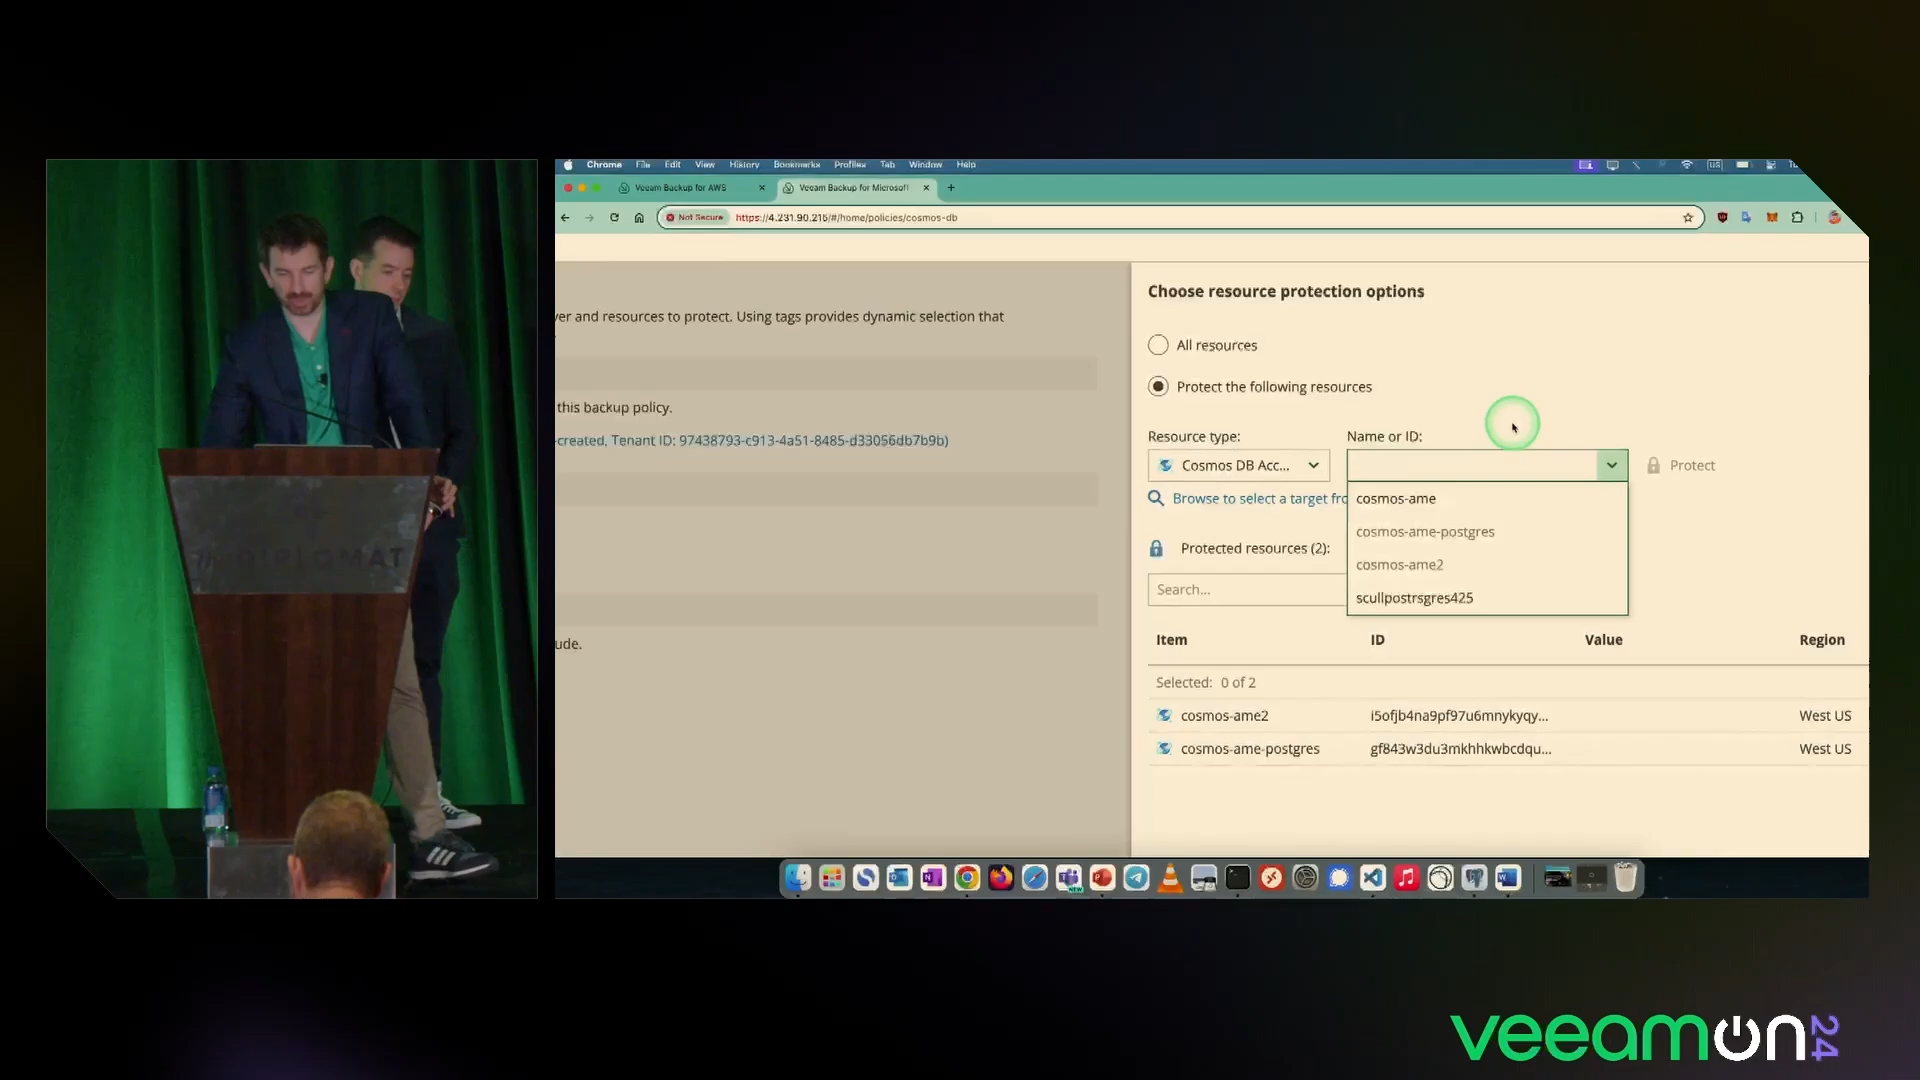 Chrome File Edit View History Bookmarks Profiles Tab Window Help
Veeam Backup for AWS
Veeam Backup for Microsoft
Not Secure https://4.231.90.216/#/home/policies/cosmos-db
ver and resources to protect. Using tags provides dynamic selection that
this backup policy.
-created, Tenant ID: 97438793-c913-4a51-8485-d33056db7b9b)
ude.
Choose resource protection options
All resources
Protect the following resources
Resource type: Name or ID:
Cosmos DB Acc... Protect
Browse to select a target fro
cosmos-ame
cosmos-ame-postgres
cosmos-ame2
scullpostrsgres425
Protected resources (2):
Search...
Item ID Value Region
Selected: 0 of 2
cosmos-ame2 i5ofjb4na9pf97u6mnykyqy... West US
cosmos-ame-postgres gf843w3du3mkhhkwbcdqu... West US
DIPLOMAT
veeamON 24